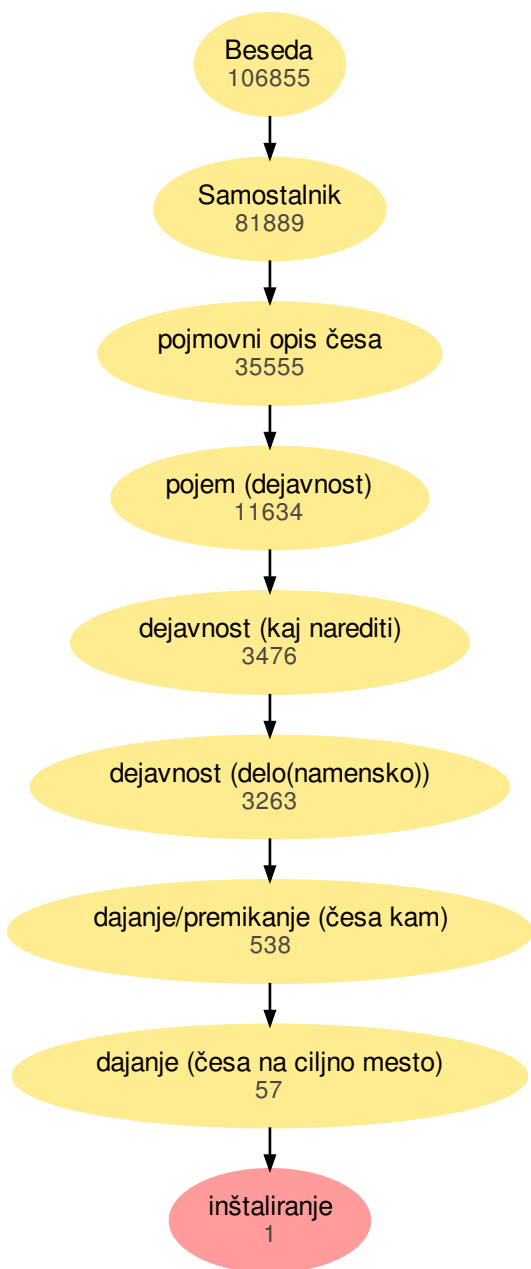 Beseda
106855
Samostalnik
81889
pojmovni opis česa
35555
pojem (dejavnost)
11634
dejavnost (kaj narediti)
3476
dejavnost (delo(namensko))
3263
dajanje/premikanje (česa kam)
538
dajanje (česa na ciljno mesto)
57
inštaliranje
1